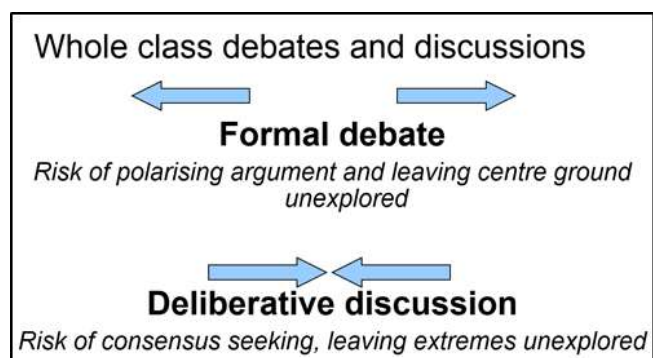 Whole class debates and discussions
Formal debate
Risk of polarising argument and leaving centre ground
unexplored
Deliberative discussion
Risk of consensus seeking, leaving extremes unexplored